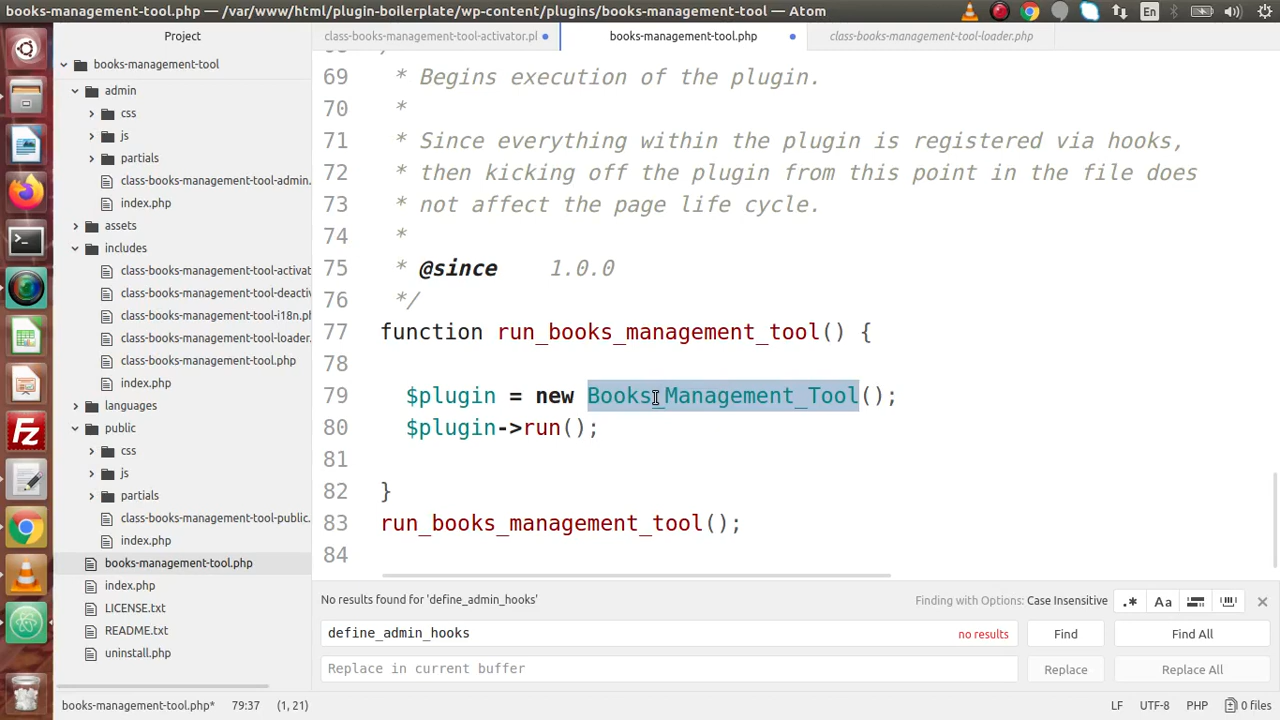 books-management-tool.php — /var/www/html/plugin-boilerplate/wp-content/plugins/books-management-tool — Atom
En
Project
class-books-management-tool-activator.pl
books-management-tool.php
class-books-management-tool-loader.php
books-management-tool
admin
css
js
partials
class-books-management-tool-admin.
index.php
assets
includes
class-books-management-tool-activat
class-books-management-tool-deactiv
class-books-management-tool-i18n.ph
class-books-management-tool-loader.
class-books-management-tool.php
index.php
languages
public
css
js
partials
class-books-management-tool-public.
index.php
books-management-tool.php
index.php
LICENSE.txt
README.txt
uninstall.php
69 * Begins execution of the plugin.
70 *
71 * Since everything within the plugin is registered via hooks,
72 * then kicking off the plugin from this point in the file does
73 * not affect the page life cycle.
74 *
75 * @since 1.0.0
76 */
77 function run_books_management_tool() {
78
79 $plugin = new Books_Management_Tool();
80 $plugin->run();
81
82 }
83 run_books_management_tool();
84
No results found for 'define_admin_hooks'
Finding with Options: Case Insensitive
.* Aa
define_admin_hooks
no results
Find
Find All
Replace in current buffer
Replace
Replace All
books-management-tool.php* 79:37 (1, 21)
LF UTF-8 PHP 0 files